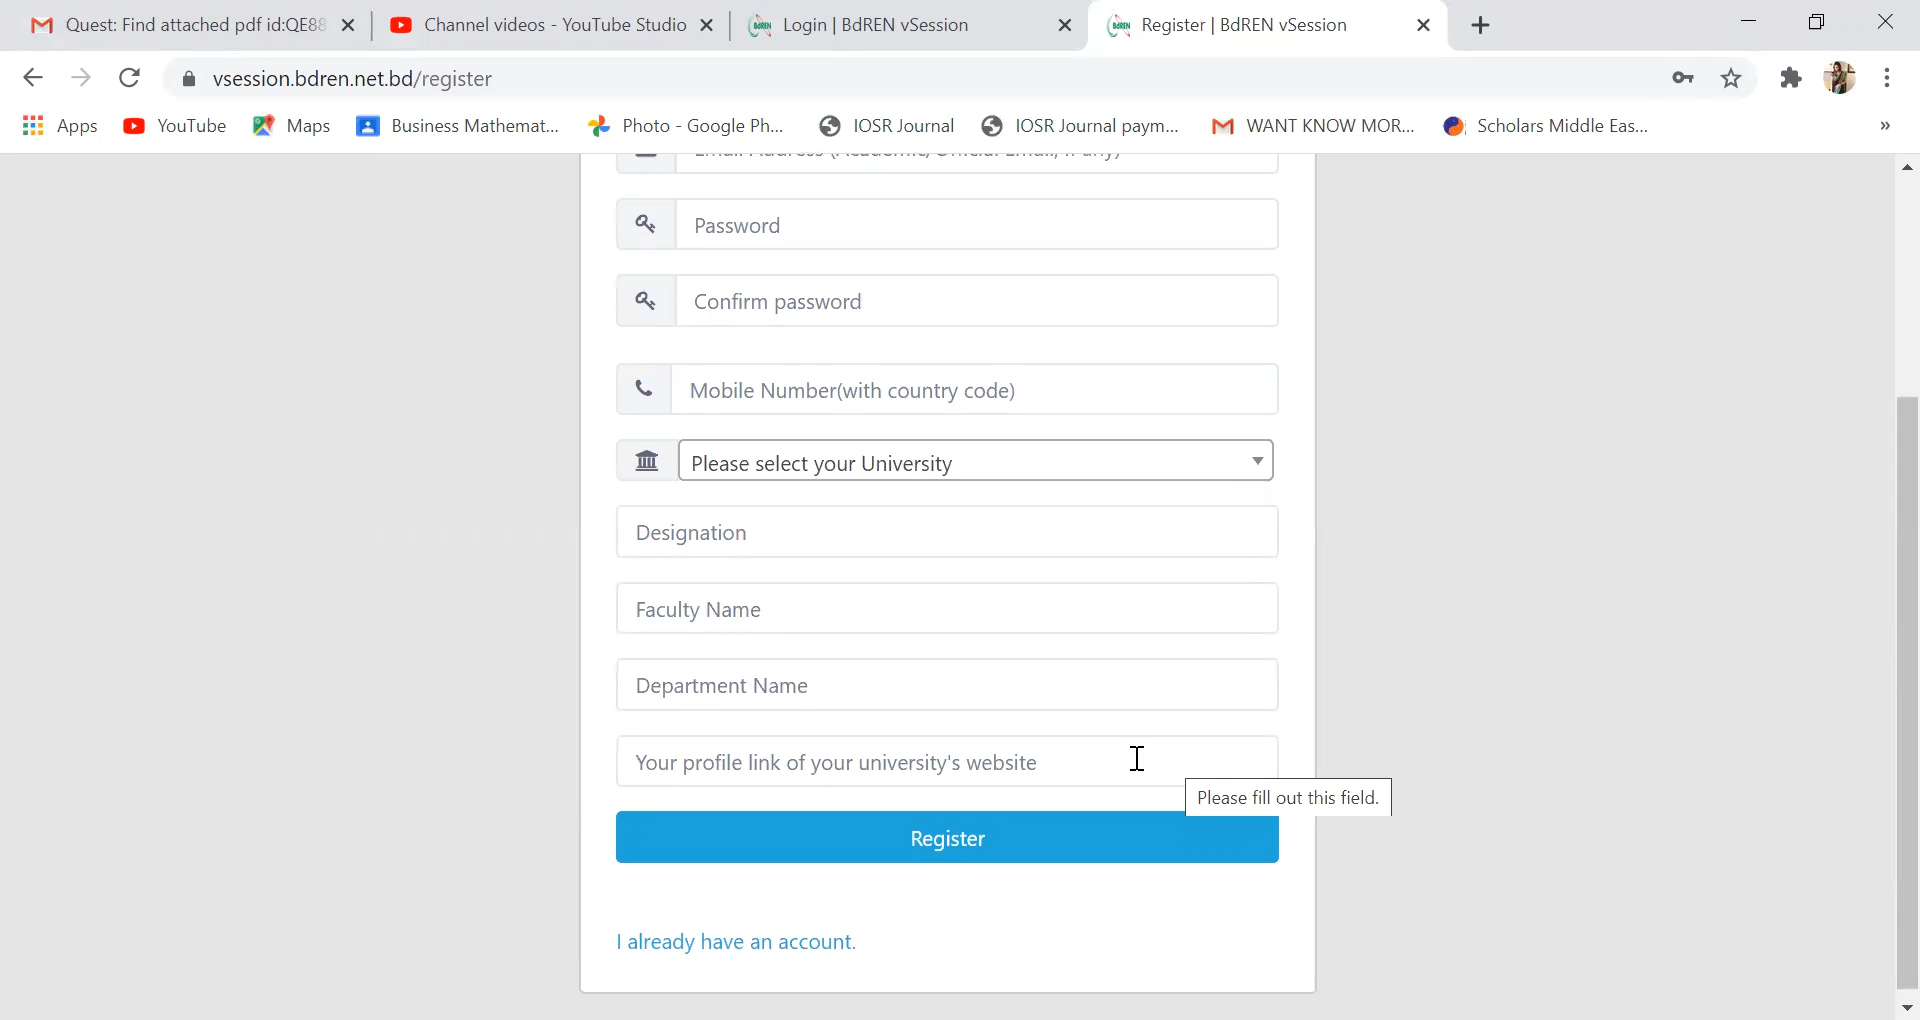 Quest: Find attached pdf id:QE88
Channel videos - YouTube Studio
Login | BdREN vSession
Register | BdREN vSession
vsession.bdren.net.bd/register
Apps
YouTube
Maps
Business Mathemat...
Photo - Google Ph...
IOSR Journal
IOSR Journal paym...
WANT KNOW MOR...
Scholars Middle Eas...
»
Email Address (Academic/Official Email, if any)
Password
Confirm password
Mobile Number(with country code)
Please select your University
Designation
Faculty Name
Department Name
Your profile link of your university's website
Please fill out this field.
Register
I already have an account.